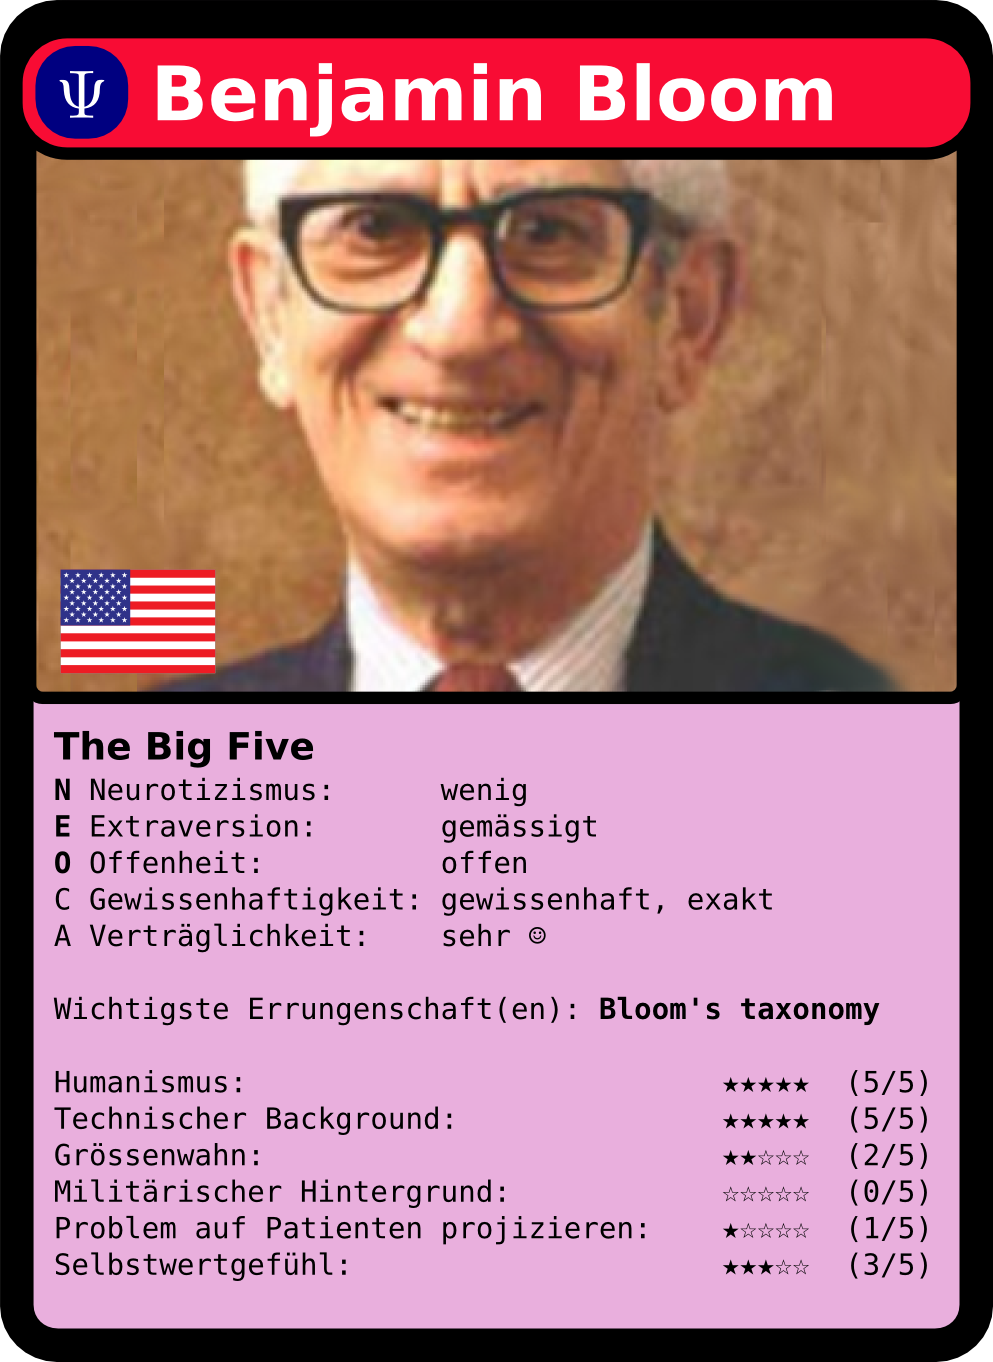 Ψ Benjamin Bloom
The Big Five
N Neurotizismus: wenig
E Extraversion: gemässigt
O Offenheit: offen
C Gewissenhaftigkeit: gewissenhaft, exakt
A Verträglichkeit: sehr ☺
Wichtigste Errungenschaft(en): Bloom's taxonomy
Humanismus: ★★★★★ (5/5)
Technischer Background: ★★★★★ (5/5)
Grössenwahn: ★★☆☆☆ (2/5)
Militärischer Hintergrund: ☆☆☆☆☆ (0/5)
Problem auf Patienten projizieren: ★☆☆☆☆ (1/5)
Selbstwertgefühl: ★★★☆☆ (3/5)